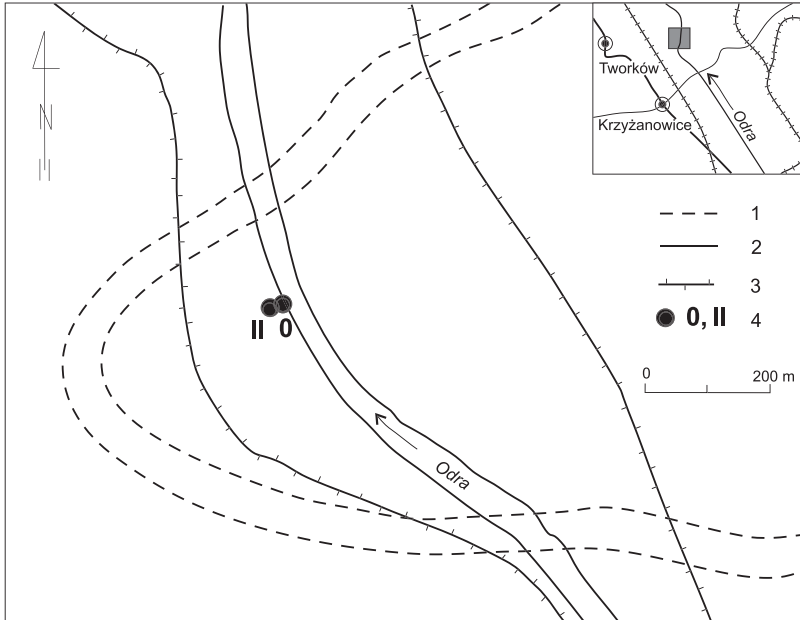 N
Tworków
Krzyżanowice
Odra
1
2
3
0, II 4
0 200 m
II 0
Odra